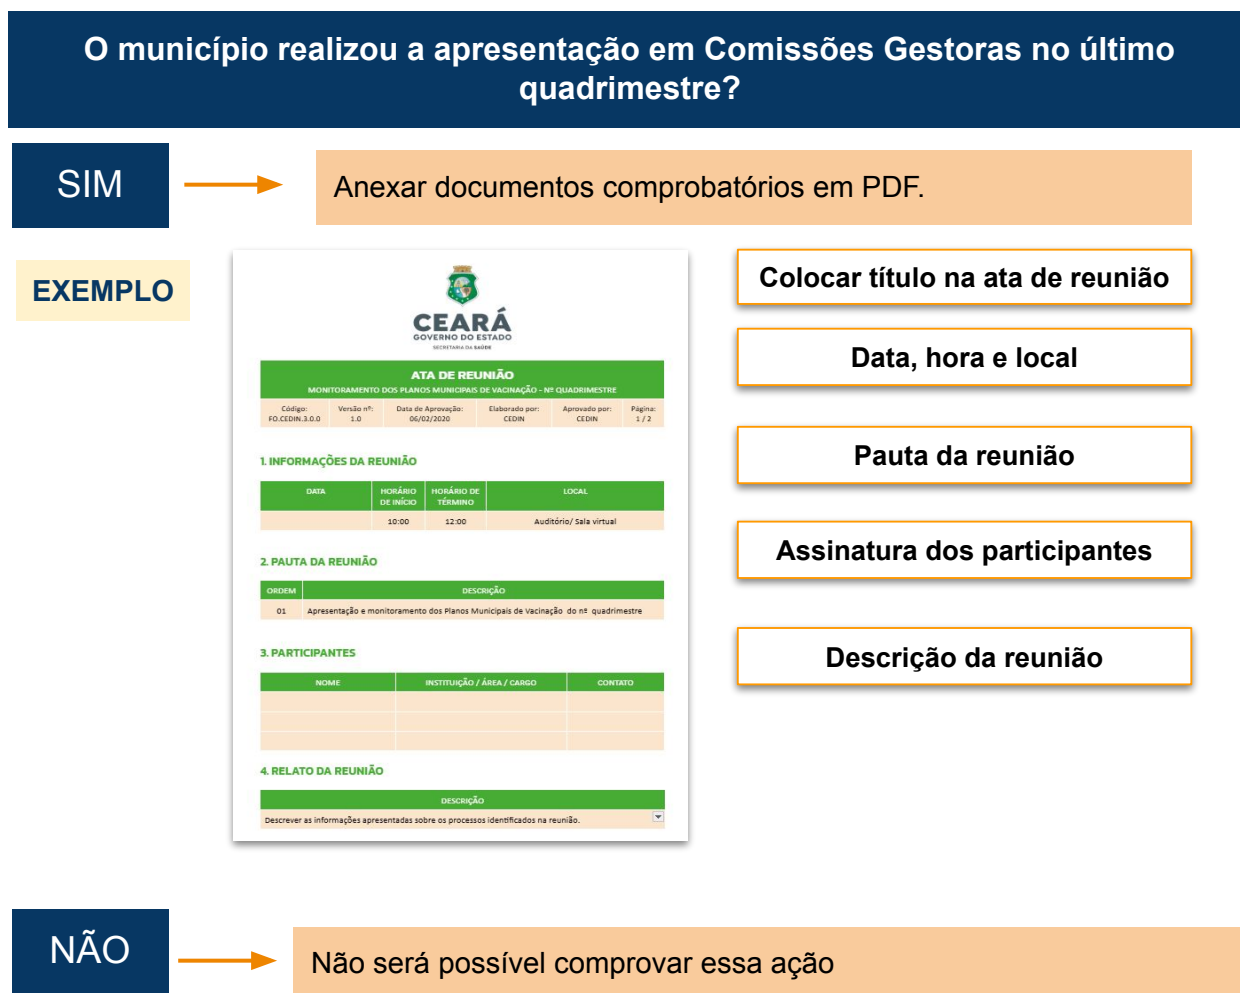 O município realizou a apresentação em Comissões Gestoras no último
quadrimestre?
SIM
Anexar documentos comprobatórios em PDF.
EXEMPLO
CEARÁ
GOVERNO DO ESTADO
SECRETARIA DA SAÚDE
ATA DE REUNIÃO
MONITORAMENTO DOS PLANOS MUNICIPAIS DE VACINAÇÃO - Nº QUADRIMESTRE
Código: Versão nº: Data de Aprovação: Elaborado por: Aprovado por: Página:
FO.CEDIN.3.0.0 1.0 06/02/2020 CEDIN CEDIN 1 / 2
1. INFORMAÇÕES DA REUNIÃO
DATA HORÁRIO DE INÍCIO HORÁRIO DE TÉRMINO LOCAL
10:00 12:00 Auditório/ Sala virtual
2. PAUTA DA REUNIÃO
ORDEM DESCRIÇÃO
01 Apresentação e monitoramento dos Planos Municipais de Vacinação do nº quadrimestre
3. PARTICIPANTES
NOME INSTITUIÇÃO / ÁREA / CARGO CONTATO
4. RELATO DA REUNIÃO
DESCRIÇÃO
Descrever as informações apresentadas sobre os processos identificados na reunião.
Colocar título na ata de reunião
Data, hora e local
Pauta da reunião
Assinatura dos participantes
Descrição da reunião
NÃO
Não será possível comprovar essa ação